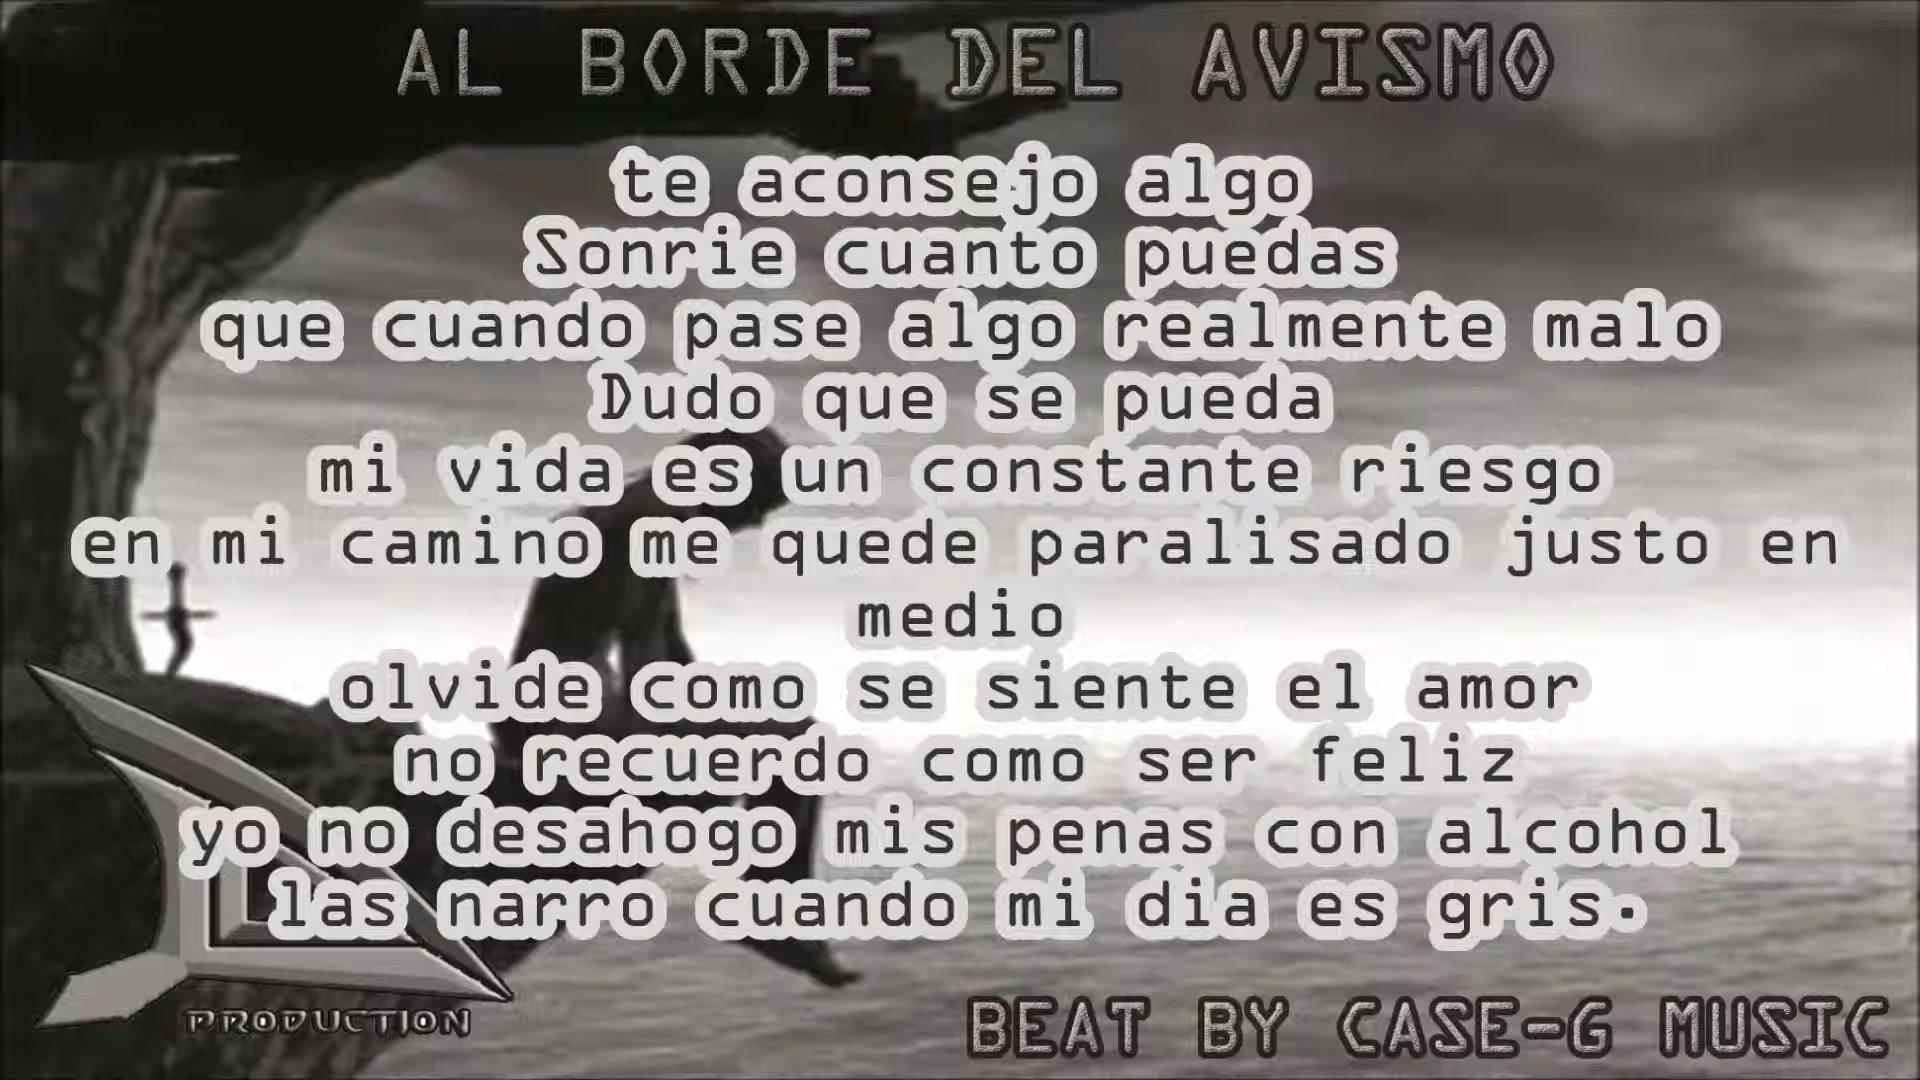 AL BORDE DEL AVISMO
te aconsejo algo
Sonrie cuanto puedas
que cuando pase algo realmente malo
Dudo que se pueda
mi vida es un constante riesgo
en mi camino me quede paralisado justo en
medio
olvide como se siente el amor
no recuerdo como ser feliz
yo no desahogo mis penas con alcohol
las narro cuando mi dia es gris.
PRODUCTION
BEAT BY CASE-G MUSIC